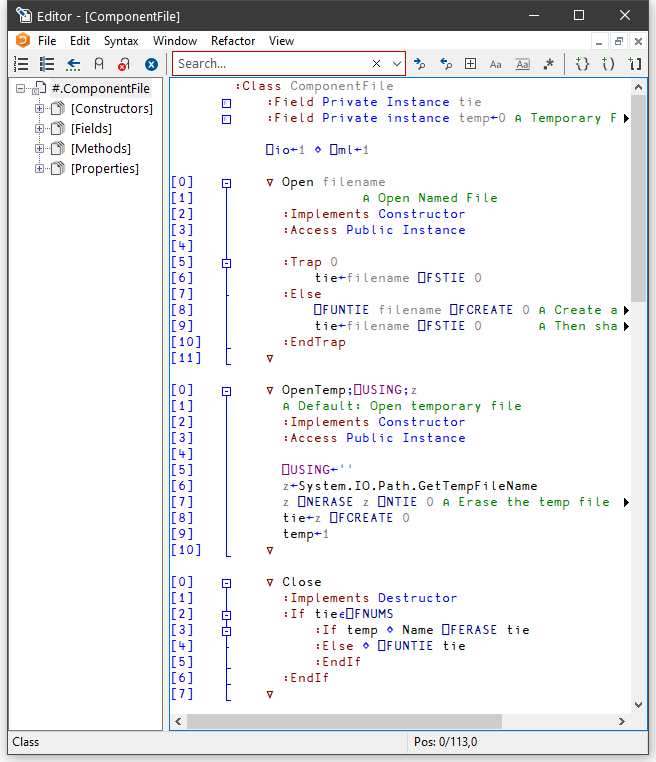 Editor - [ComponentFile]
File Edit Syntax Window Refactor View
Search... Aa Aa .* {} () []
#.ComponentFile
[Constructors]
[Fields]
[Methods]
[Properties]
:Class ComponentFile
:Field Private Instance tie
:Field Private instance temp←0 ⍝ Temporary F
⎕io←1 ⋄ ⎕ml←1
[0] ∇ Open filename
[1] ⍝ Open Named File
[2] :Implements Constructor
[3] :Access Public Instance
[4]
[5] :Trap 0
[6] tie←filename ⎕FSTIE 0
[7] :Else
[8] ⎕FUNTIE filename ⎕FCREATE 0 ⍝ Create a
[9] tie←filename ⎕FSTIE 0 ⍝ Then sha
[10] :EndTrap
[11] ∇
[0] ∇ OpenTemp;⎕USING;z
[1] ⍝ Default: Open temporary file
[2] :Implements Constructor
[3] :Access Public Instance
[4]
[5] ⎕USING←''
[6] z←System.IO.Path.GetTempFileName
[7] z ⎕NERASE z ⎕NTIE 0 ⍝ Erase the temp file
[8] tie←z ⎕FCREATE 0
[9] temp←1
[10] ∇
[0] ∇ Close
[1] :Implements Destructor
[2] :If tie∊⎕FNUMS
[3] :If temp ⋄ Name ⎕FERASE tie
[4] :Else ⋄ ⎕FUNTIE tie
[5] :EndIf
[6] :EndIf
[7] ∇
Class Pos: 0/113,0